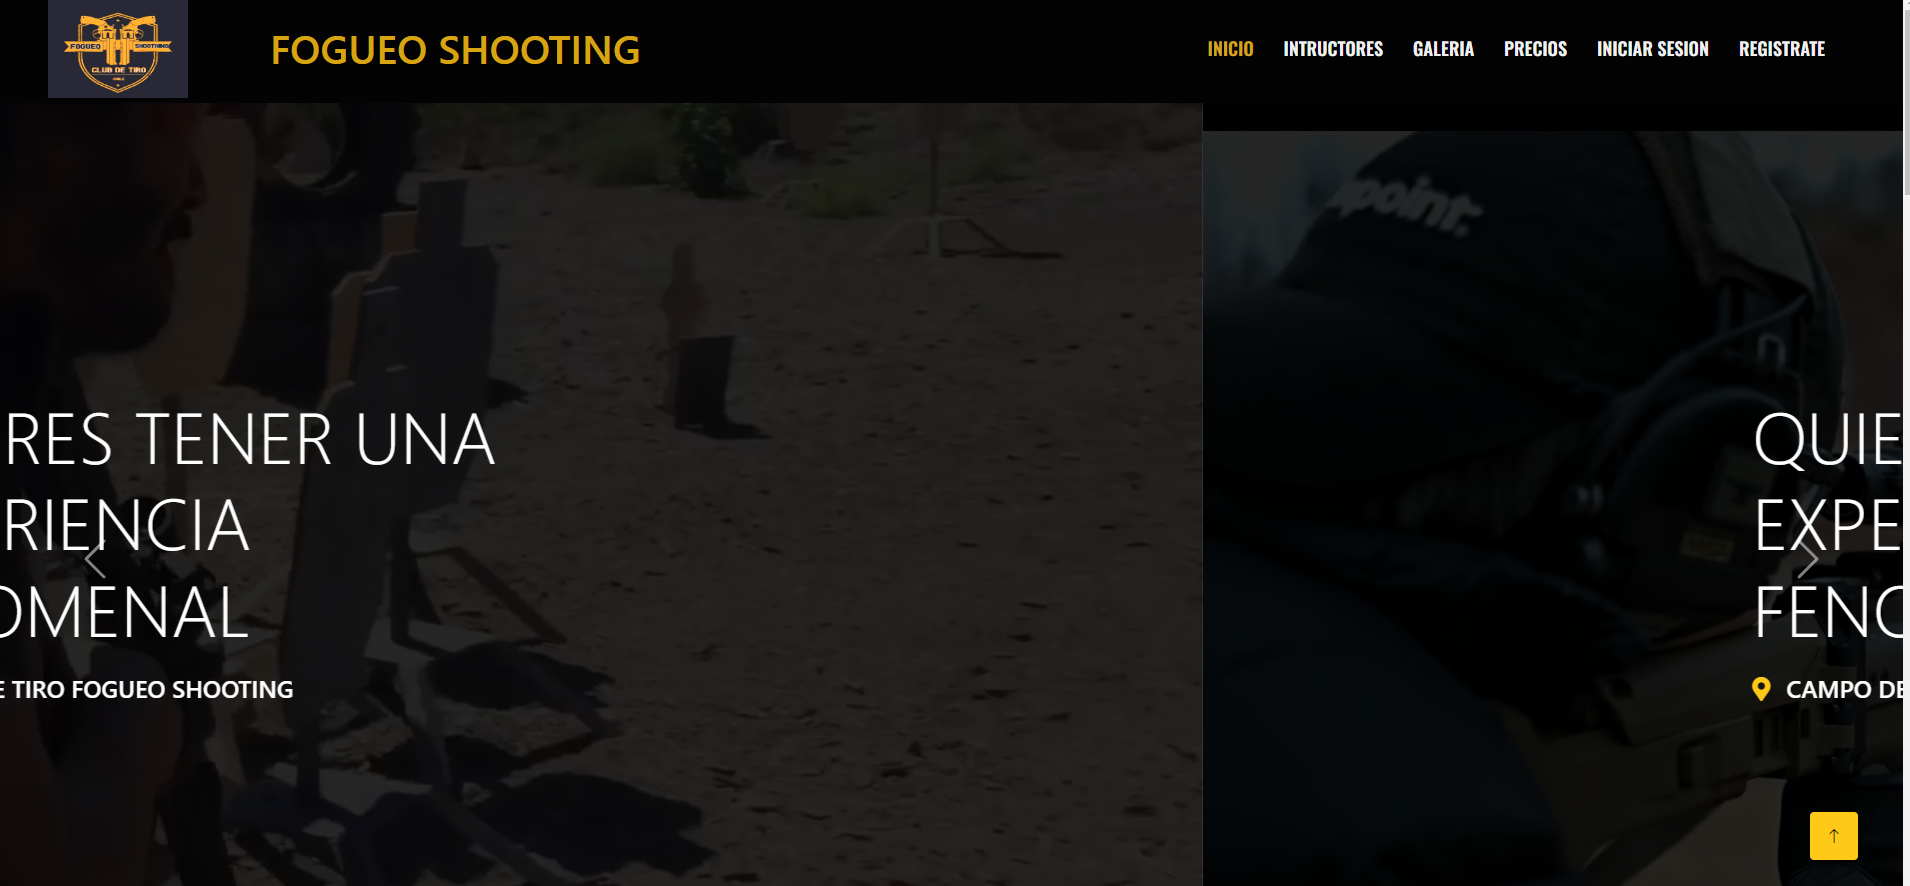 FOGUEO SHOOTHING
CLUB DE TIRO
FOGUEO SHOOTING
INICIO INTRUCTORES GALERIA PRECIOS INICIAR SESION REGISTRATE
point.
RES TENER UNA
RIENCIA
OMENAL
E TIRO FOGUEO SHOOTING
QUIE
EXPE
FENO
CAMPO DE